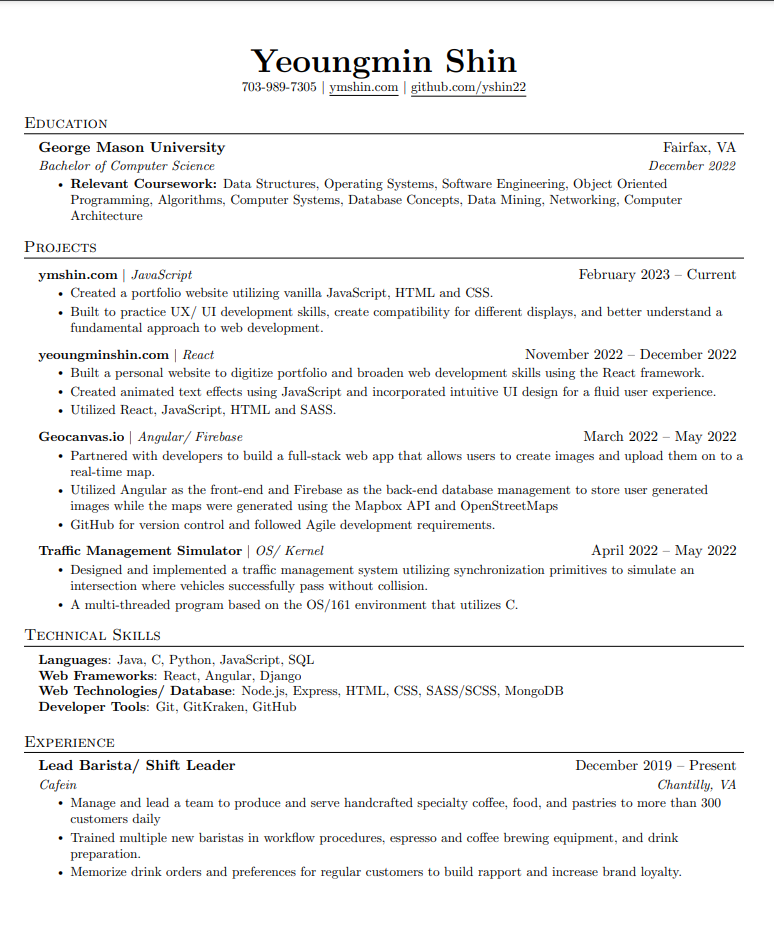 Yeoungmin Shin
703-989-7305 | ymshin.com | github.com/yshin22
Education
George Mason University Fairfax, VA
Bachelor of Computer Science December 2022
• Relevant Coursework: Data Structures, Operating Systems, Software Engineering, Object Oriented
Programming, Algorithms, Computer Systems, Database Concepts, Data Mining, Networking, Computer
Architecture
Projects
ymshin.com | JavaScript February 2023 – Current
• Created a portfolio website utilizing vanilla JavaScript, HTML and CSS.
• Built to practice UX/ UI development skills, create compatibility for different displays, and better understand a
fundamental approach to web development.
yeoungminshin.com | React November 2022 – December 2022
• Built a personal website to digitize portfolio and broaden web development skills using the React framework.
• Created animated text effects using JavaScript and incorporated intuitive UI design for a fluid user experience.
• Utilized React, JavaScript, HTML and SASS.
Geocanvas.io | Angular/ Firebase March 2022 – May 2022
• Partnered with developers to build a full-stack web app that allows users to create images and upload them on to a
real-time map.
• Utilized Angular as the front-end and Firebase as the back-end database management to store user generated
images while the maps were generated using the Mapbox API and OpenStreetMaps
• GitHub for version control and followed Agile development requirements.
Traffic Management Simulator | OS/ Kernel April 2022 – May 2022
• Designed and implemented a traffic management system utilizing synchronization primitives to simulate an
intersection where vehicles successfully pass without collision.
• A multi-threaded program based on the OS/161 environment that utilizes C.
Technical Skills
Languages: Java, C, Python, JavaScript, SQL
Web Frameworks: React, Angular, Django
Web Technologies/ Database: Node.js, Express, HTML, CSS, SASS/SCSS, MongoDB
Developer Tools: Git, GitKraken, GitHub
Experience
Lead Barista/ Shift Leader December 2019 – Present
Cafein Chantilly, VA
• Manage and lead a team to produce and serve handcrafted specialty coffee, food, and pastries to more than 300
customers daily
• Trained multiple new baristas in workflow procedures, espresso and coffee brewing equipment, and drink
preparation.
• Memorize drink orders and preferences for regular customers to build rapport and increase brand loyalty.